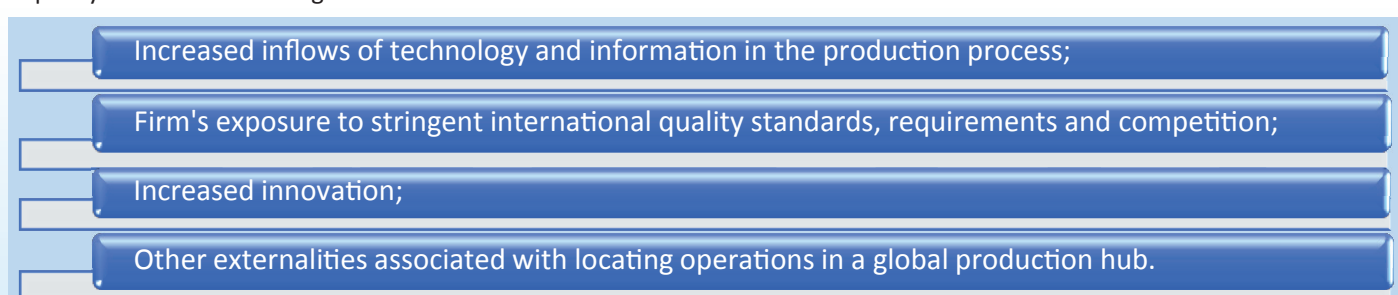 Increased inflows of technology and information in the production process;
Firm's exposure to stringent international quality standards, requirements and competition;
Increased innovation;
Other externalities associated with locating operations in a global production hub.